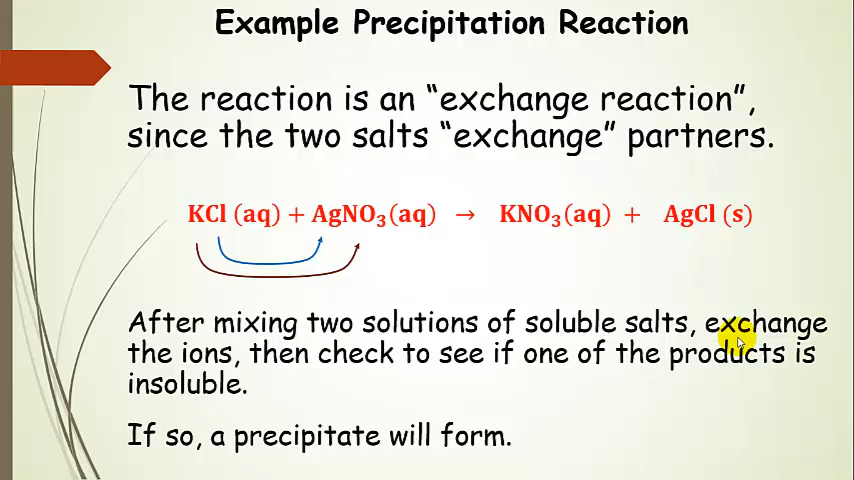 Example Precipitation Reaction
The reaction is an “exchange reaction”,
since the two salts “exchange” partners.
KCl (aq) + AgNO₃(aq) → KNO₃(aq) + AgCl (s)
After mixing two solutions of soluble salts, exchange
the ions, then check to see if one of the products is
insoluble.
If so, a precipitate will form.